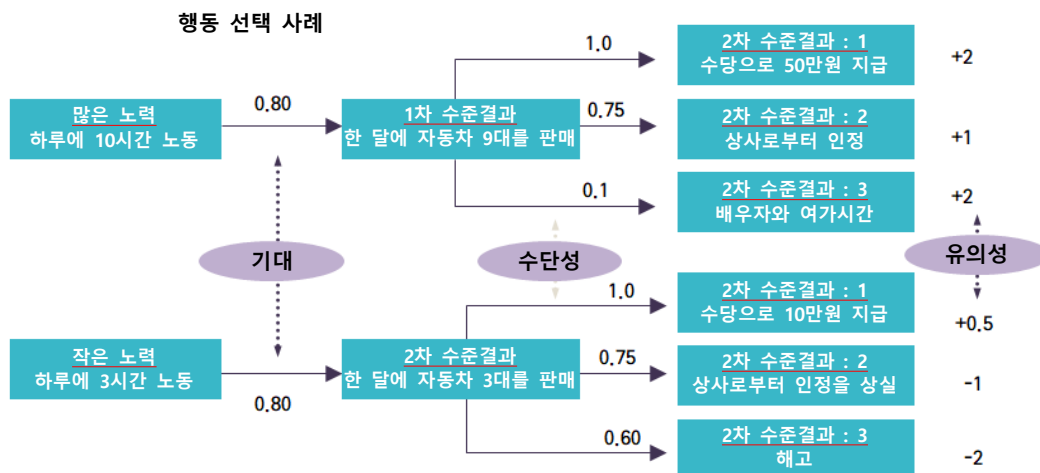 행동 선택 사례
많은 노력
하루에 10시간 노동
0.80
1차 수준결과
한 달에 자동차 9대를 판매
1.0
2차 수준결과 : 1
수당으로 50만원 지급
+2
0.75
2차 수준결과 : 2
상사로부터 인정
+1
0.1
2차 수준결과 : 3
배우자와 여가시간
+2
기대
수단성
유의성
작은 노력
하루에 3시간 노동
0.80
2차 수준결과
한 달에 자동차 3대를 판매
1.0
2차 수준결과 : 1
수당으로 10만원 지급
+0.5
0.75
2차 수준결과 : 2
상사로부터 인정을 상실
-1
0.60
2차 수준결과 : 3
해고
-2